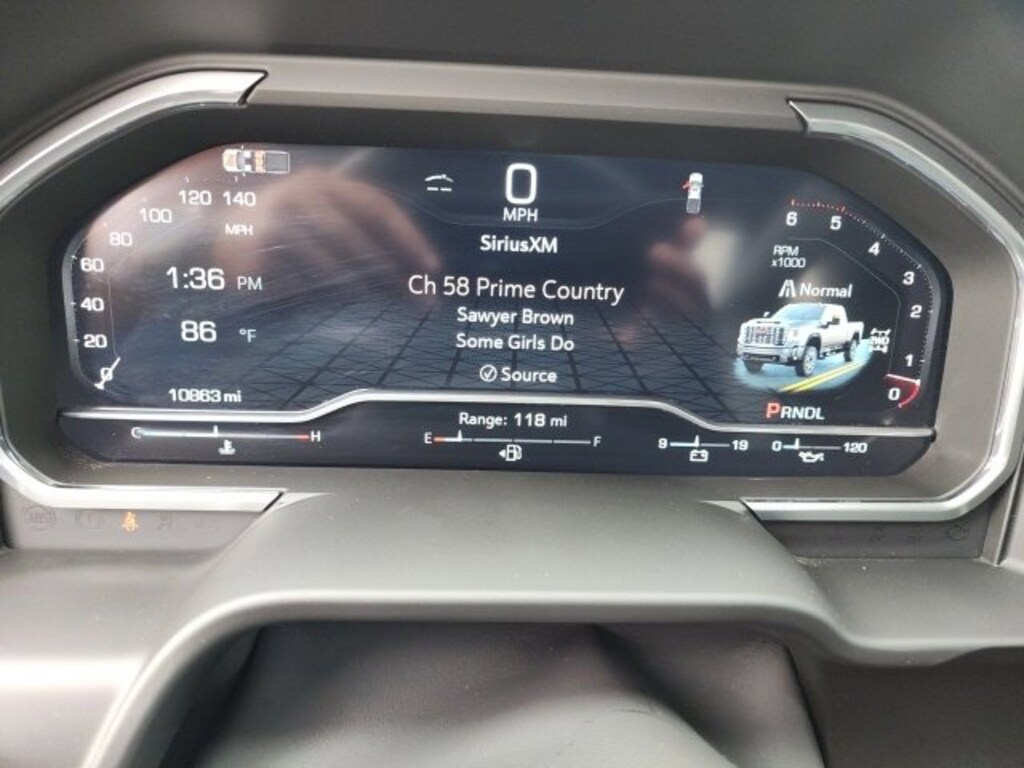 0
MPH
SiriusXM
Ch 58 Prime Country
Sawyer Brown
Some Girls Do
Source
140
120
100
80
60
40
20
0
MPH
1:36 PM
86 °F
10863 mi
6
5
4
3
2
1
0
RPM
x1000
Normal
2WD
PRNDL
C H
Range: 118 mi
E F
9 19
0 120